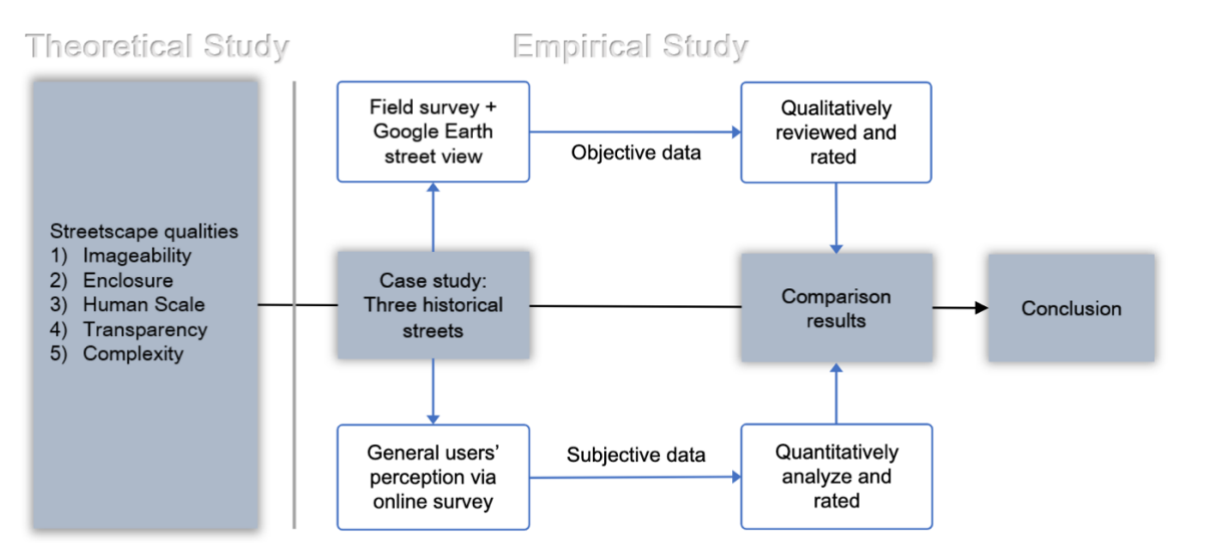 Theoretical Study
Empirical Study
Streetscape qualities
1) Imageability
2) Enclosure
3) Human Scale
4) Transparency
5) Complexity
Field survey +
Google Earth
street view
Objective data
Qualitatively
reviewed and
rated
Case study:
Three historical
streets
Comparison
results
Conclusion
General users’
perception via
online survey
Subjective data
Quantitatively
analyze and
rated